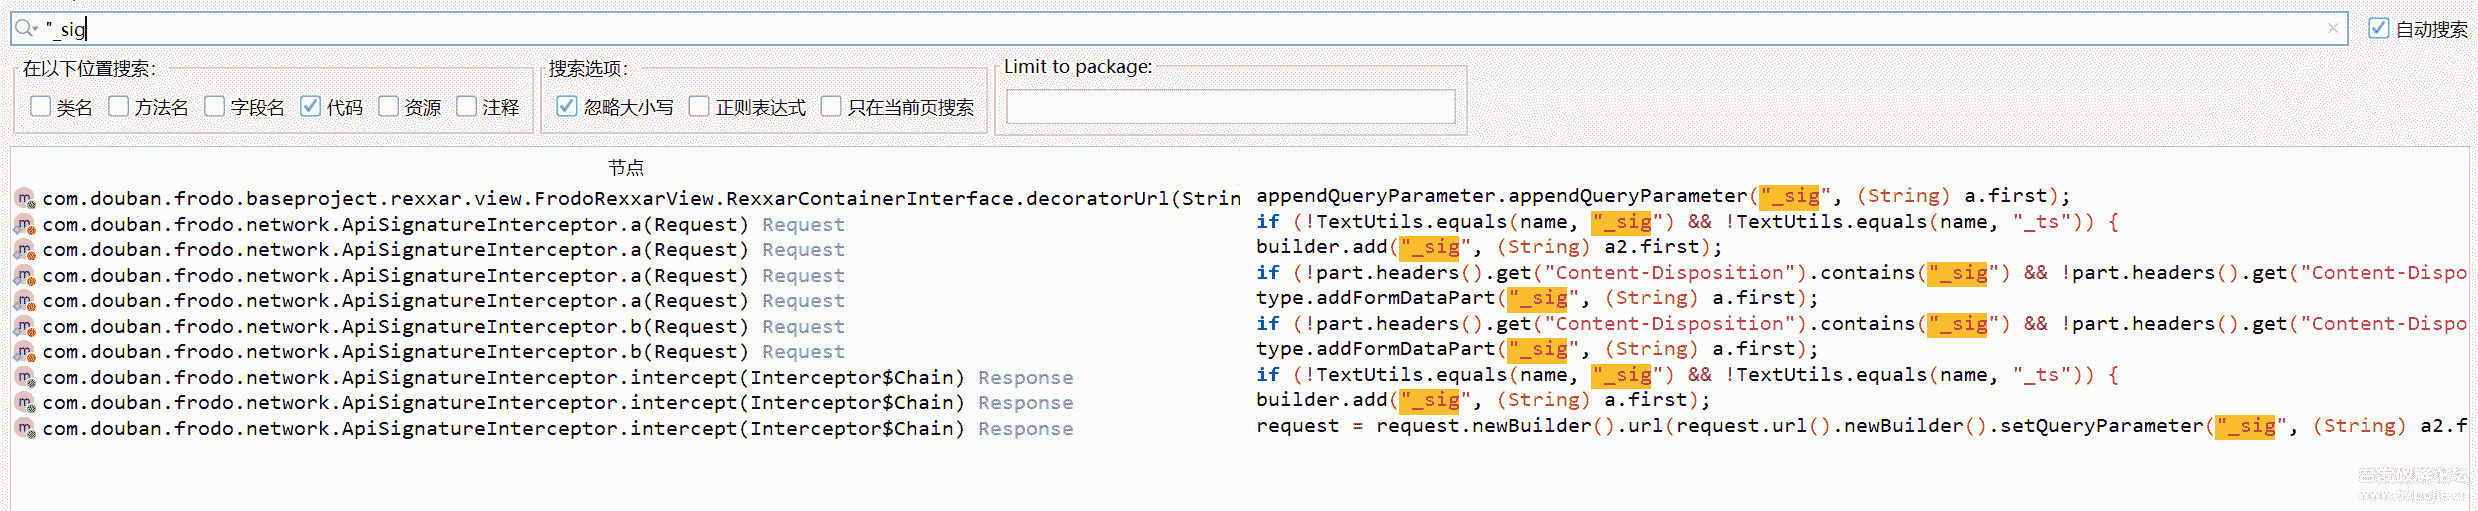 "_sig
自动搜索
在以下位置搜索:
搜索选项:
Limit to package:
类名 方法名 字段名 代码 资源 注释
忽略大小写 正则表达式 只在当前页搜索
节点
com.douban.frodo.baseproject.rexxar.view.FrodoRexxarView.RexxarContainerInterface.decoratorUrl(Strin appendQueryParameter.appendQueryParameter("_sig", (String) a.first);
com.douban.frodo.network.ApiSignatureInterceptor.a(Request) Request if (!TextUtils.equals(name, "_sig") && !TextUtils.equals(name, "_ts")) {
com.douban.frodo.network.ApiSignatureInterceptor.a(Request) Request builder.add("_sig", (String) a2.first);
com.douban.frodo.network.ApiSignatureInterceptor.a(Request) Request if (!part.headers().get("Content-Disposition").contains("_sig") && !part.headers().get("Content-Dispo
com.douban.frodo.network.ApiSignatureInterceptor.a(Request) Request type.addFormDataPart("_sig", (String) a.first);
com.douban.frodo.network.ApiSignatureInterceptor.b(Request) Request if (!part.headers().get("Content-Disposition").contains("_sig") && !part.headers().get("Content-Dispo
com.douban.frodo.network.ApiSignatureInterceptor.b(Request) Request type.addFormDataPart("_sig", (String) a.first);
com.douban.frodo.network.ApiSignatureInterceptor.intercept(Interceptor$Chain) Response if (!TextUtils.equals(name, "_sig") && !TextUtils.equals(name, "_ts")) {
com.douban.frodo.network.ApiSignatureInterceptor.intercept(Interceptor$Chain) Response builder.add("_sig", (String) a.first);
com.douban.frodo.network.ApiSignatureInterceptor.intercept(Interceptor$Chain) Response request = request.newBuilder().url(request.url().newBuilder().setQueryParameter("_sig", (String) a2.f